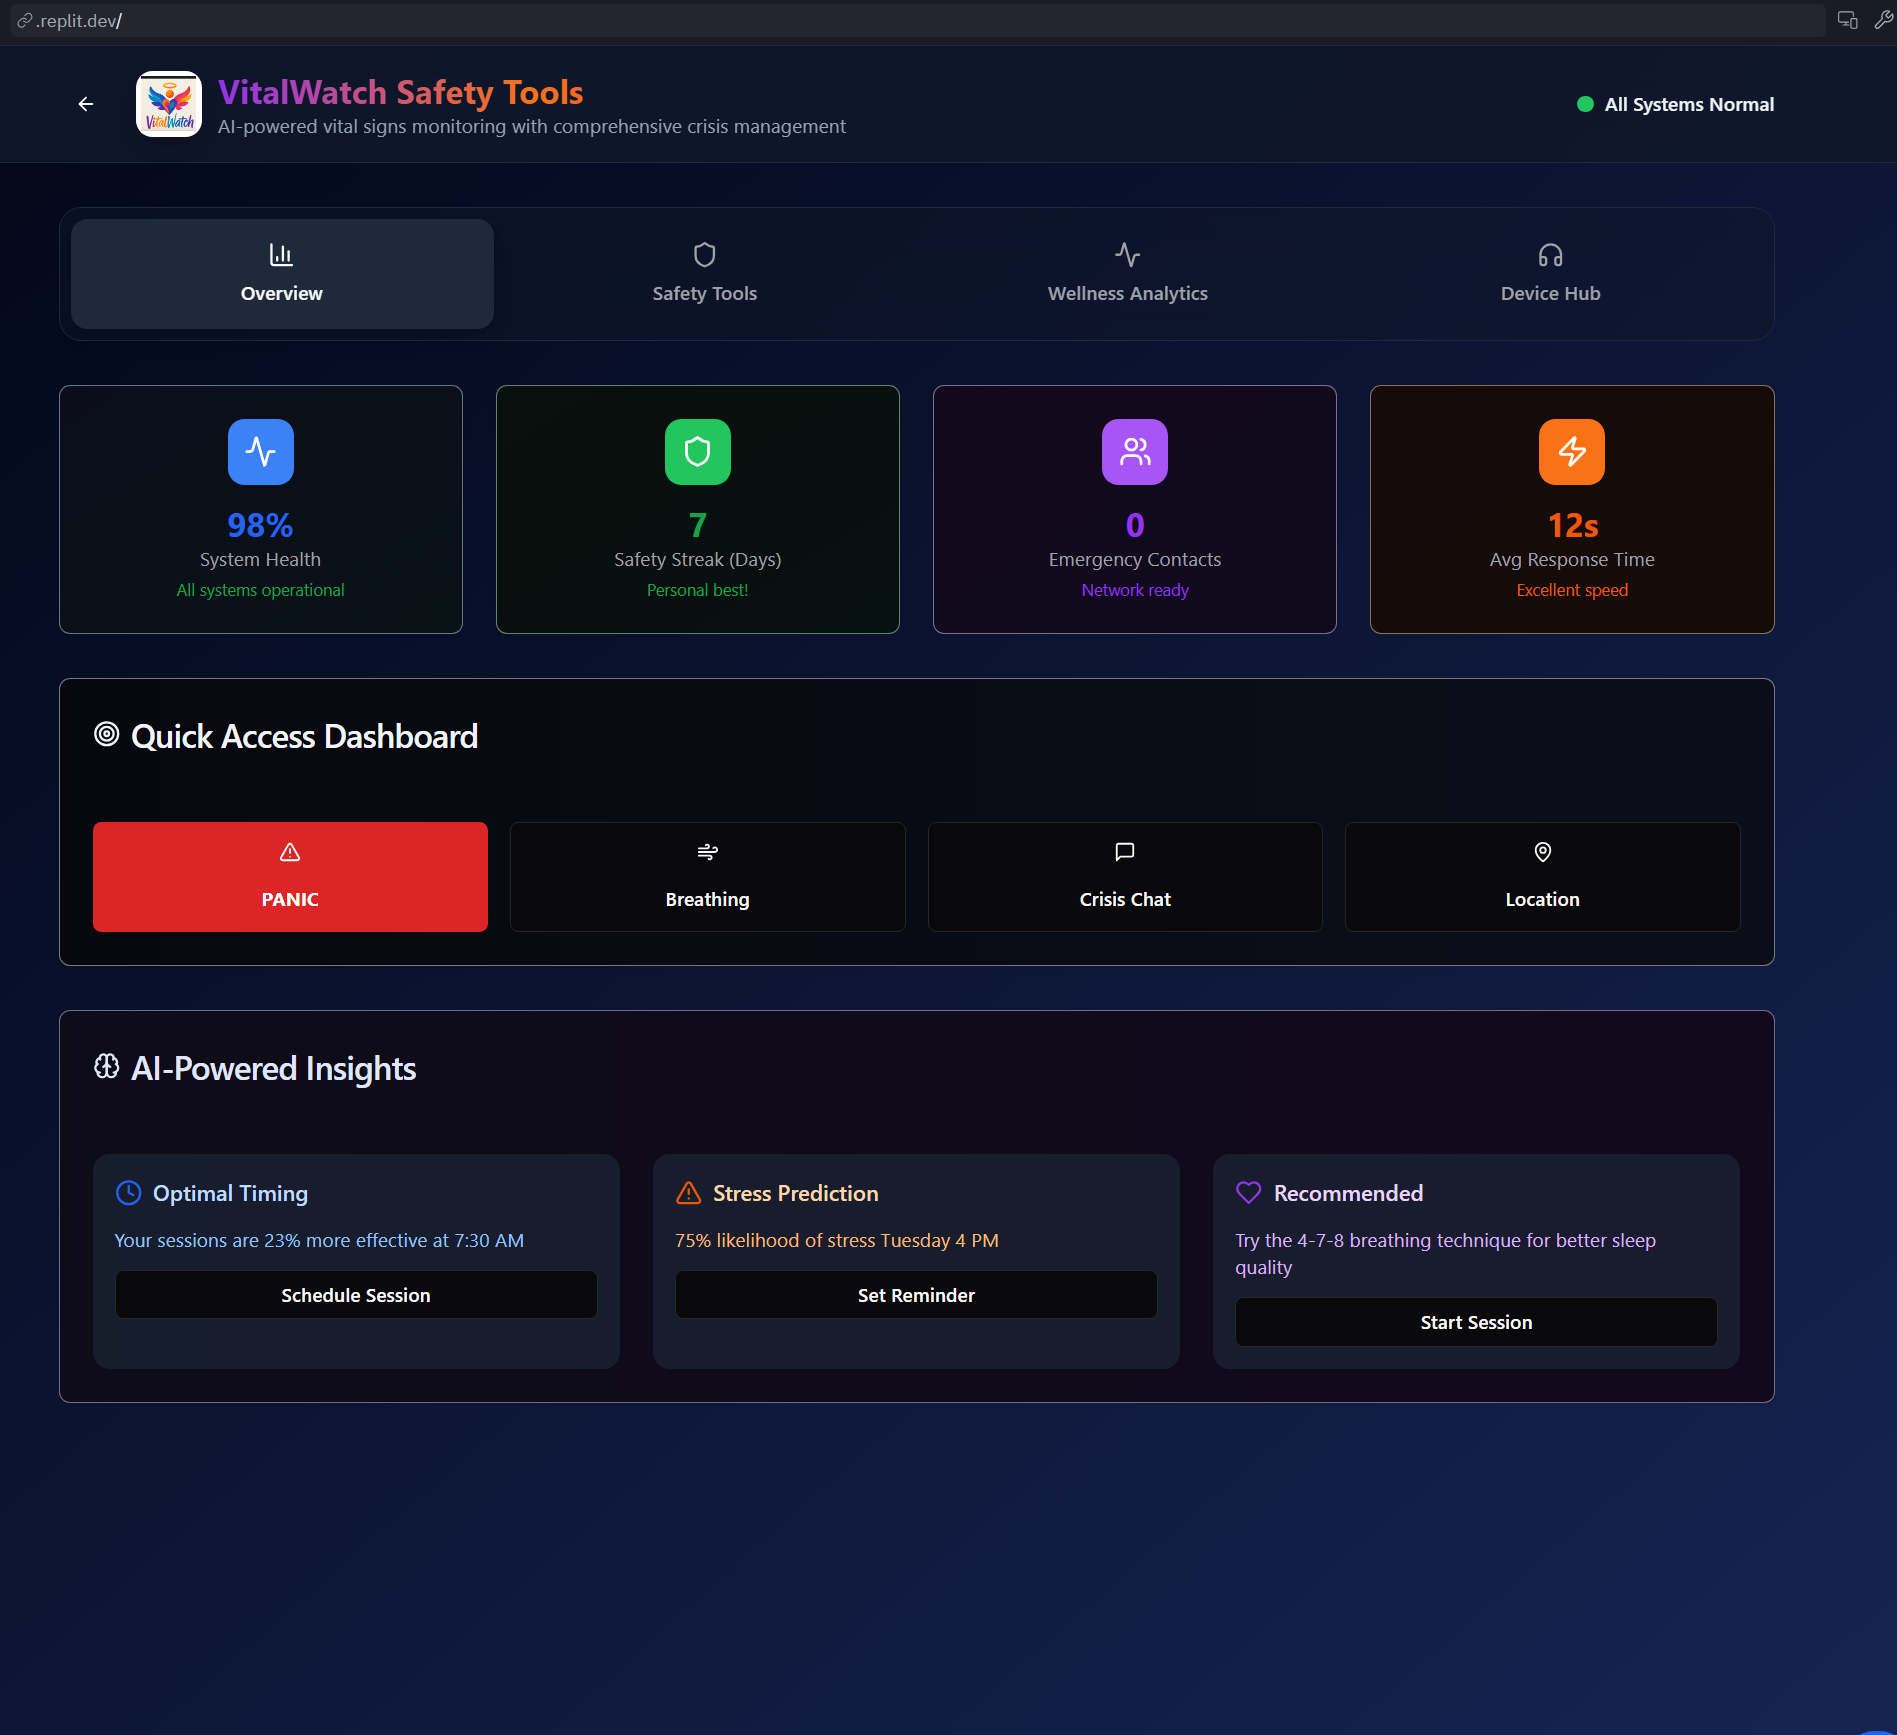 .replit.dev/
VitalWatch
VitalWatch Safety Tools
AI-powered vital signs monitoring with comprehensive crisis management
All Systems Normal
Overview
Safety Tools
Wellness Analytics
Device Hub
98%
System Health
All systems operational
7
Safety Streak (Days)
Personal best!
0
Emergency Contacts
Network ready
12s
Avg Response Time
Excellent speed
Quick Access Dashboard
PANIC
Breathing
Crisis Chat
Location
AI-Powered Insights
Optimal Timing
Your sessions are 23% more effective at 7:30 AM
Schedule Session
Stress Prediction
75% likelihood of stress Tuesday 4 PM
Set Reminder
Recommended
Try the 4-7-8 breathing technique for better sleep
quality
Start Session